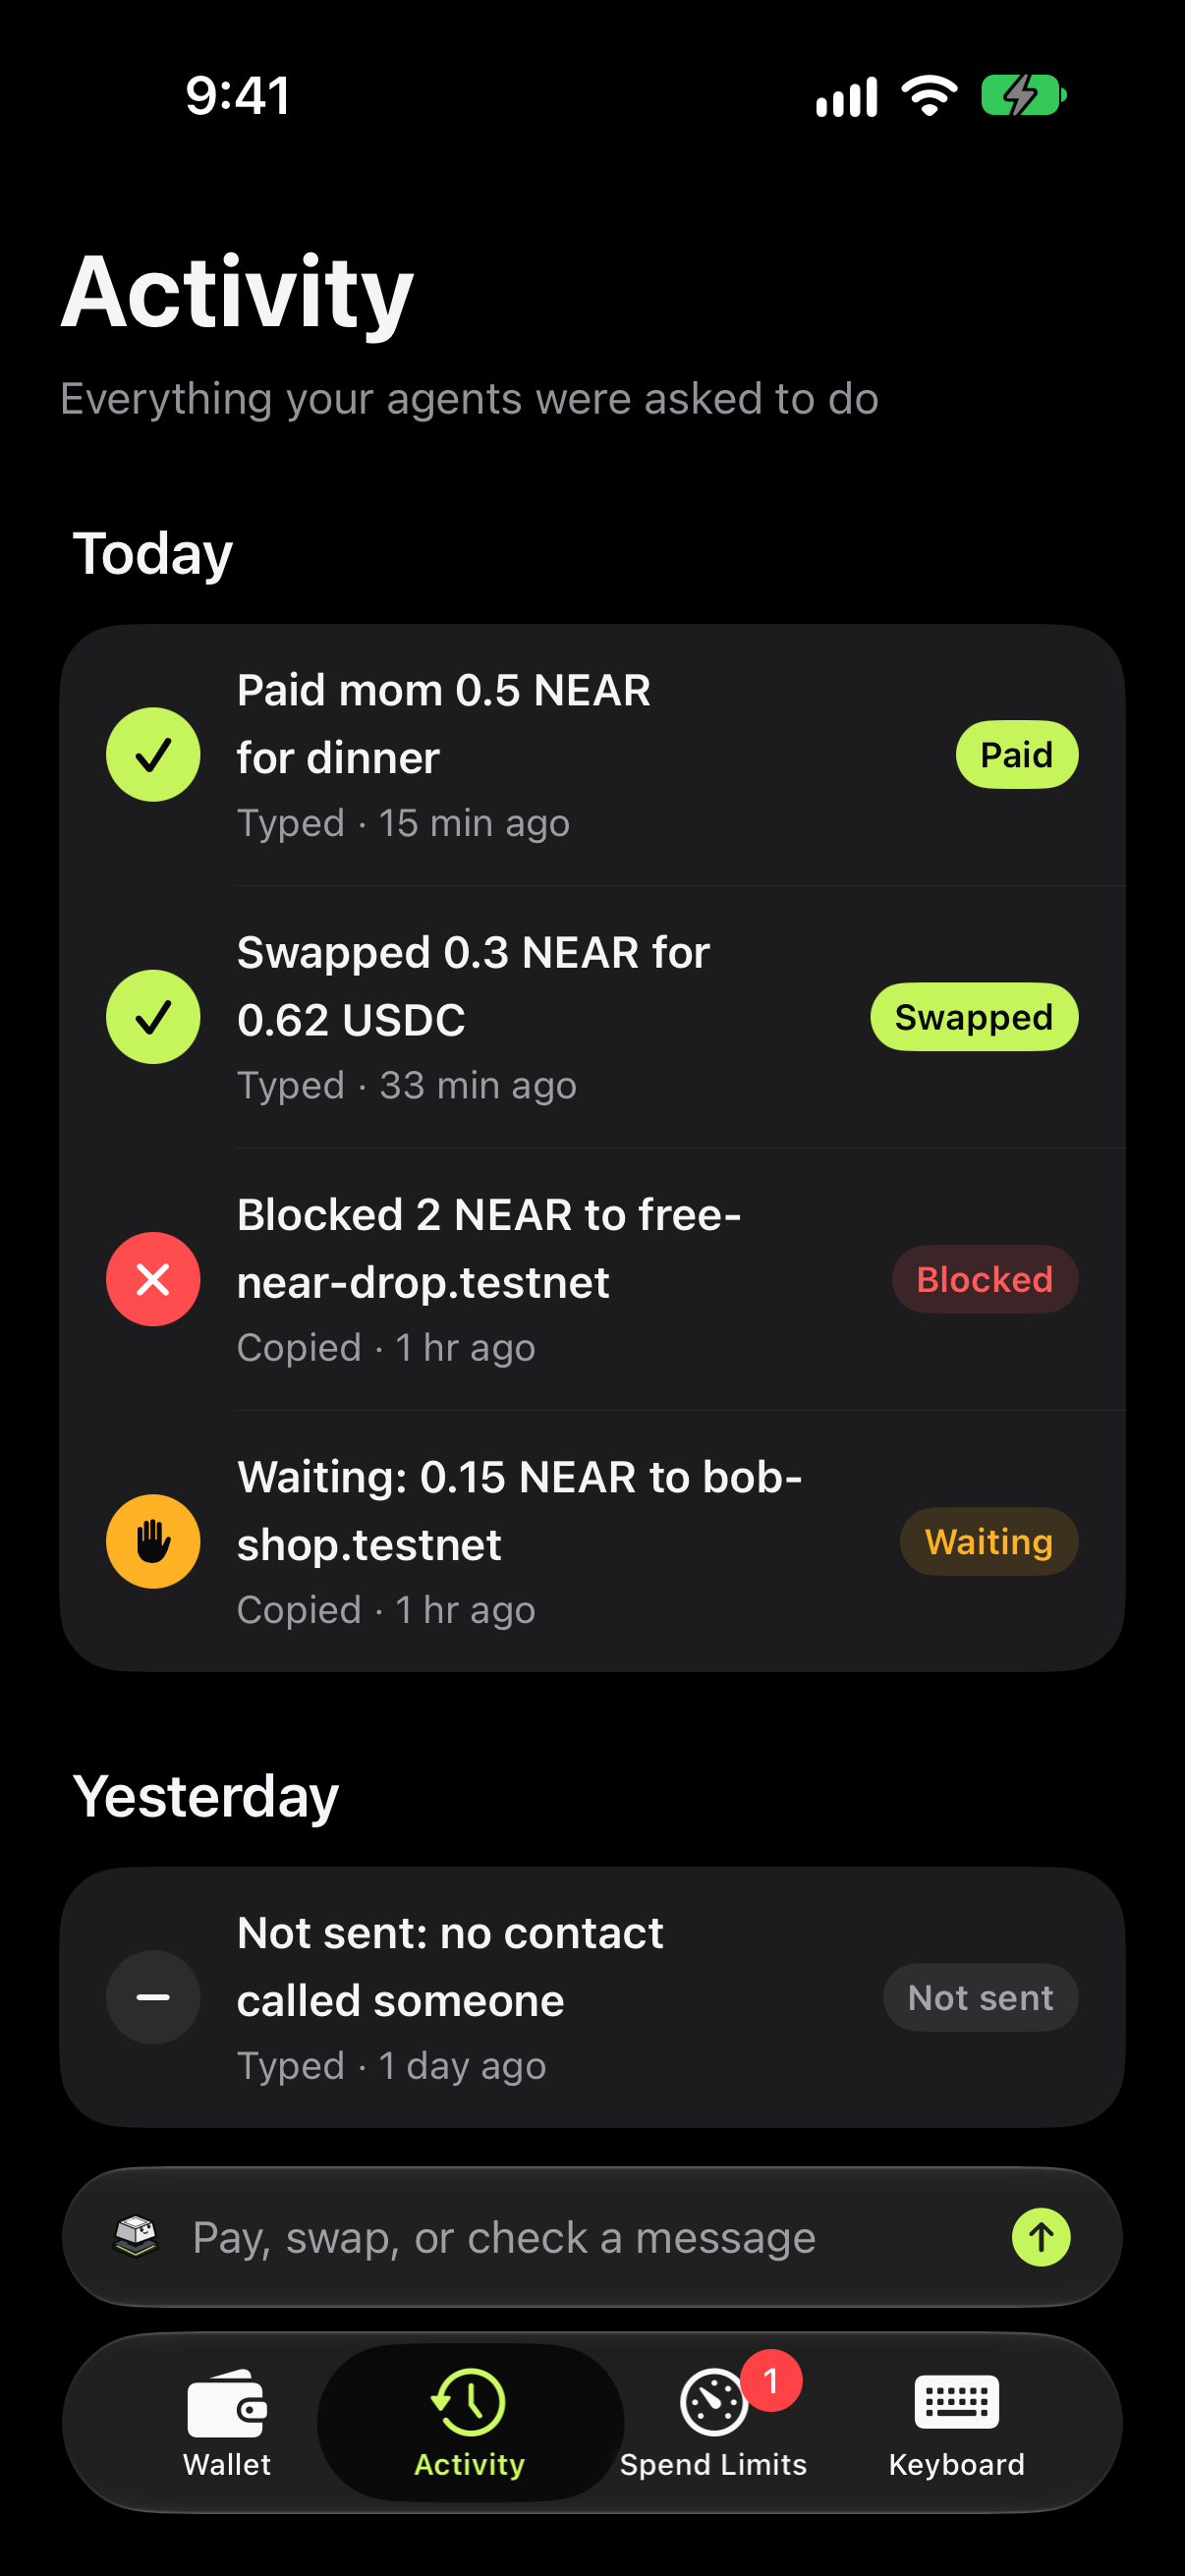 9:41
Activity
Everything your agents were asked to do
Today
Paid mom 0.5 NEAR
for dinner
Typed · 15 min ago
Paid
Swapped 0.3 NEAR for
0.62 USDC
Typed · 33 min ago
Swapped
Blocked 2 NEAR to free-
near-drop.testnet
Copied · 1 hr ago
Blocked
Waiting: 0.15 NEAR to bob-
shop.testnet
Copied · 1 hr ago
Waiting
Yesterday
Not sent: no contact
called someone
Typed · 1 day ago
Not sent
Pay, swap, or check a message
1
Wallet
Activity
Spend Limits
Keyboard